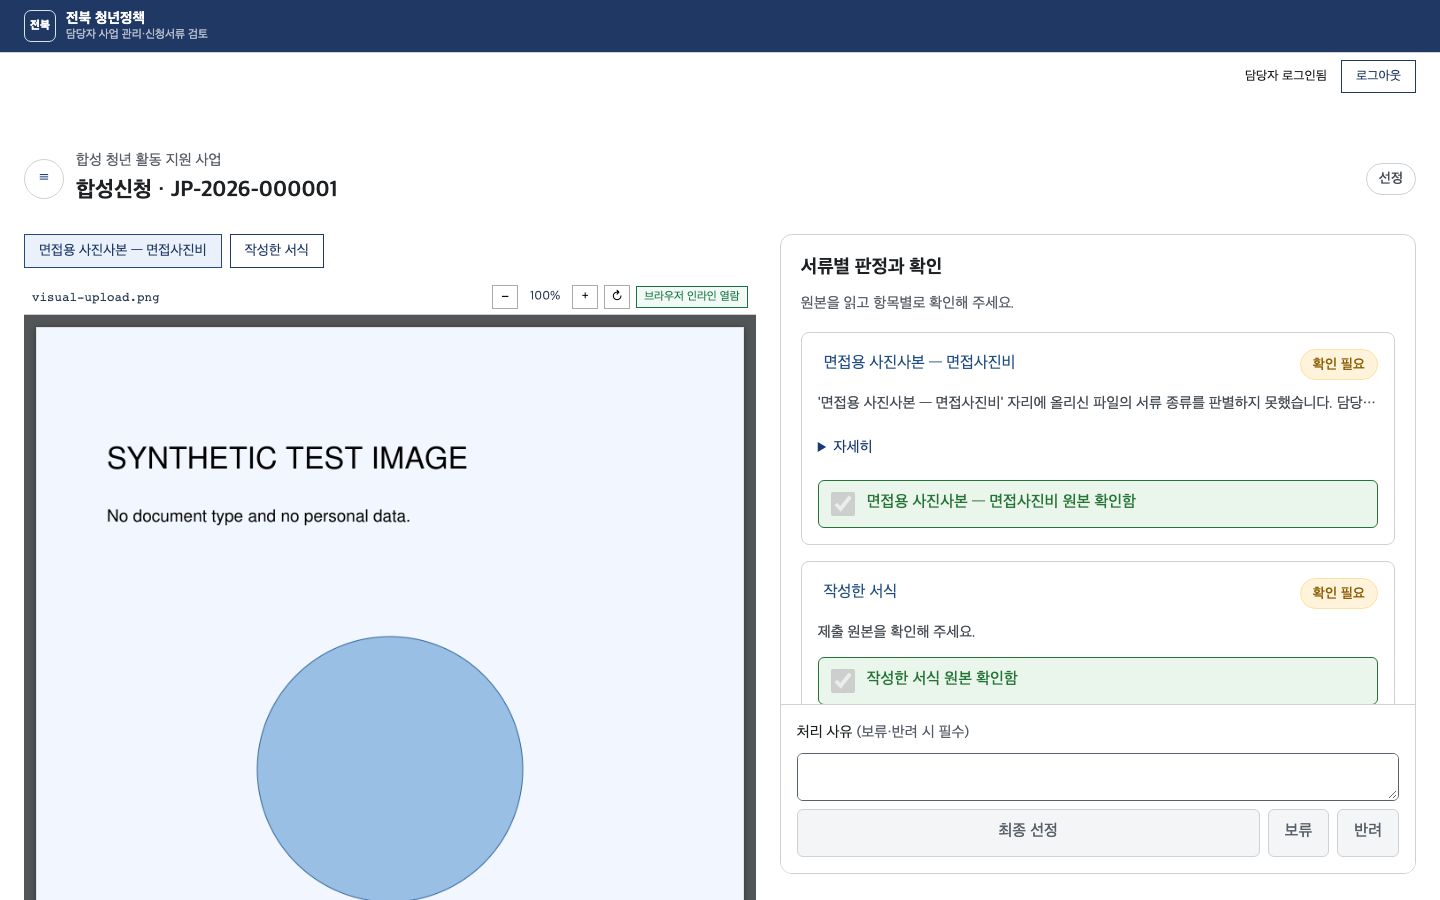 전북
전북 청년정책
담당자 사업 관리·신청서류 검토
담당자 로그인됨
로그아웃
≡
합성 청년 활동 지원 사업
합성신청 · JP-2026-000001
선정
면접용 사진사본 — 면접사진비
작성한 서식
visual-upload.png
− 100% + ↻ 브라우저 인라인 열람
SYNTHETIC TEST IMAGE
No document type and no personal data.
서류별 판정과 확인
원본을 읽고 항목별로 확인해 주세요.
면접용 사진사본 — 면접사진비
확인 필요
'면접용 사진사본 — 면접사진비' 자리에 올리신 파일의 서류 종류를 판별하지 못했습니다. 담당…
▶ 자세히
면접용 사진사본 — 면접사진비 원본 확인함
작성한 서식
확인 필요
제출 원본을 확인해 주세요.
작성한 서식 원본 확인함
처리 사유 (보류·반려 시 필수)
최종 선정
보류
반려